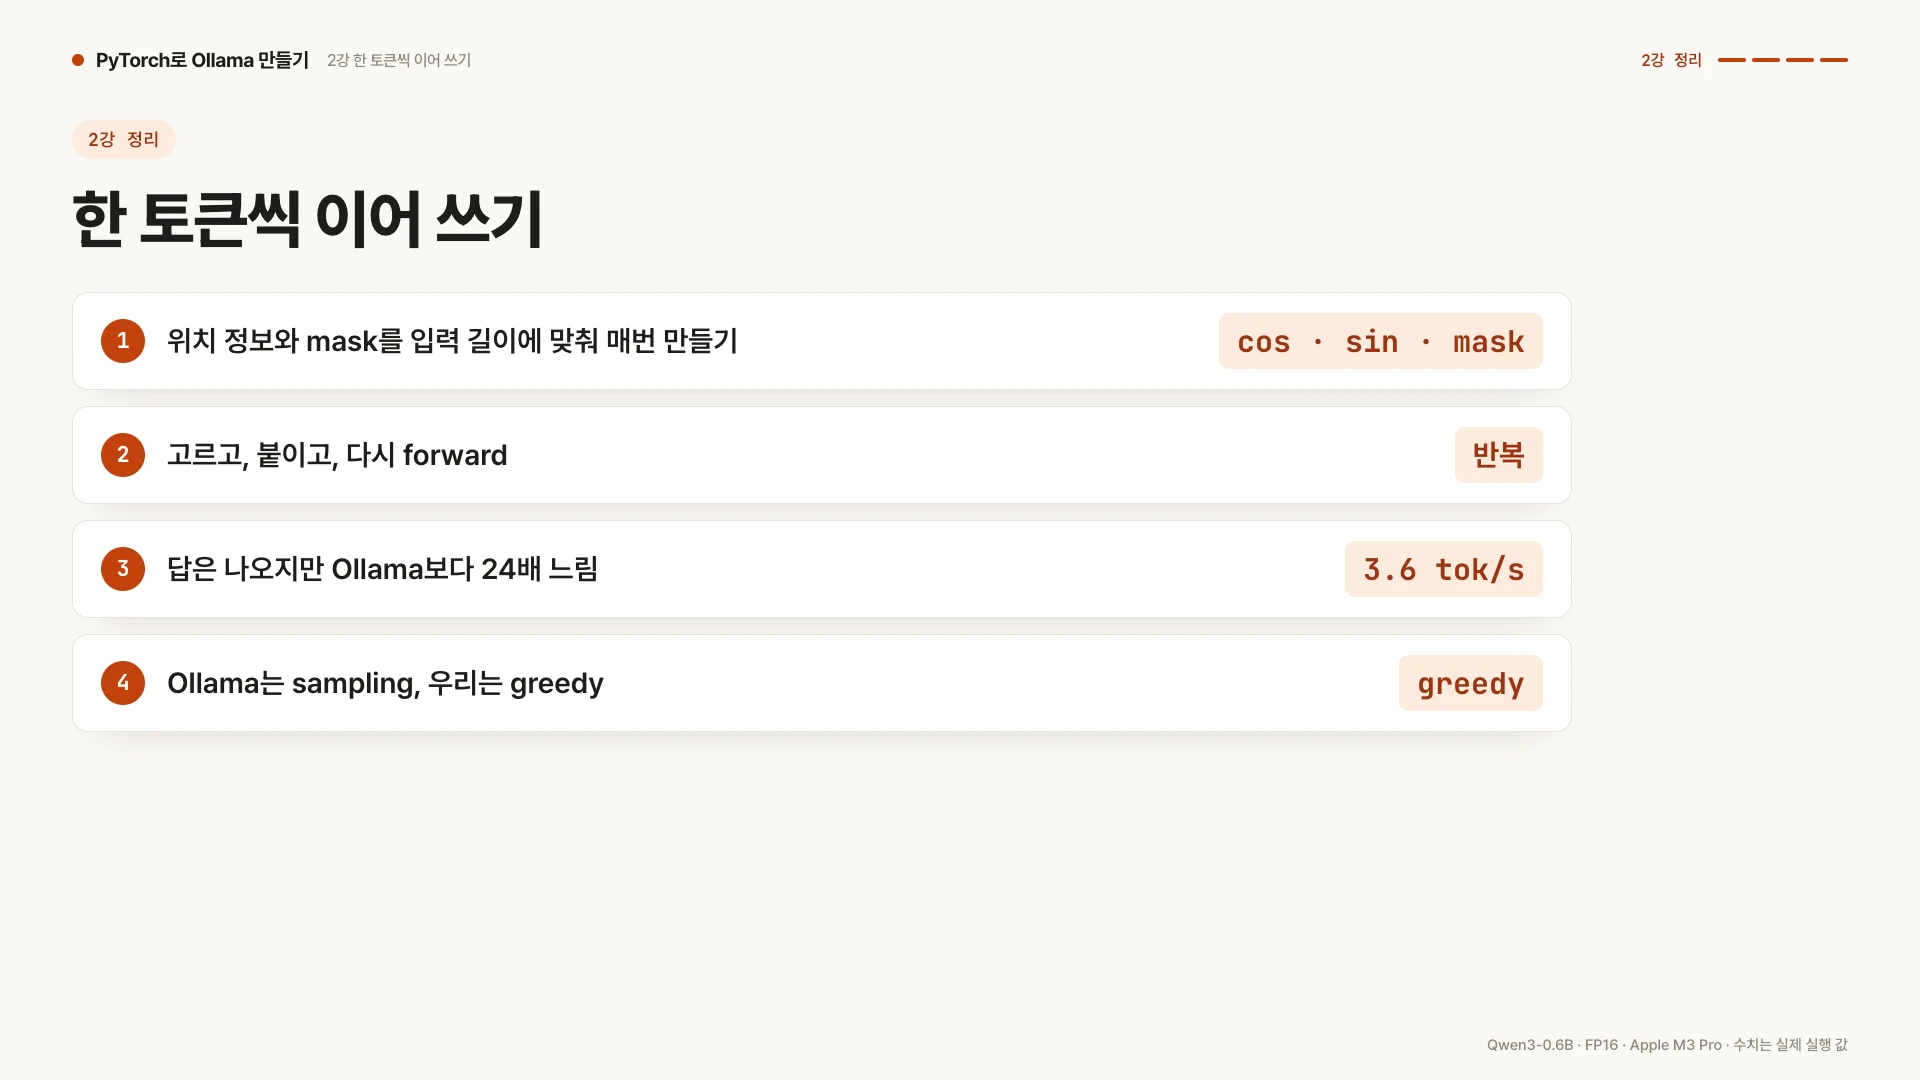 PyTorch로 Ollama 만들기 2강 한 토큰씩 이어 쓰기
2강 정리
2강 정리
한 토큰씩 이어 쓰기
1 위치 정보와 mask를 입력 길이에 맞춰 매번 만들기 cos · sin · mask
2 고르고, 붙이고, 다시 forward 반복
3 답은 나오지만 Ollama보다 24배 느림 3.6 tok/s
4 Ollama는 sampling, 우리는 greedy greedy
Qwen3-0.6B · FP16 · Apple M3 Pro · 수치는 실제 실행 값